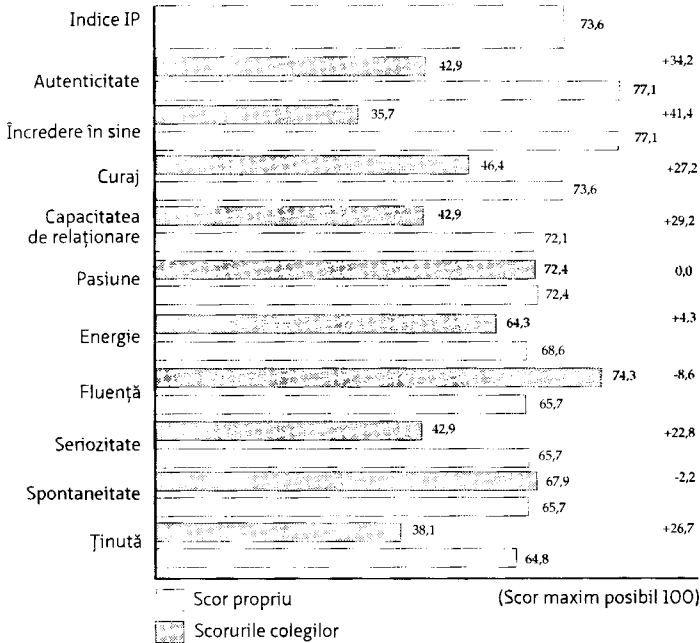 Indice IP
73,6
42,9 +34,2
Autenticitate
77,1
35,7 +41,4
Încredere în sine
77,1
46,4 +27,2
Curaj
73,6
Capacitatea 42,9 +29,2
de relaționare
72,1
72,4 0,0
Pasiune
72,4
64,3 +4,3
Energie
68,6
74,3 -8,6
Fluență
65,7
42,9 +22,8
Seriozitate
65,7
67,9 -2,2
Spontaneitate
65,7
38,1 +26,7
Ținută
64,8
Scor propriu (Scor maxim posibil 100)
Scorurile colegilor